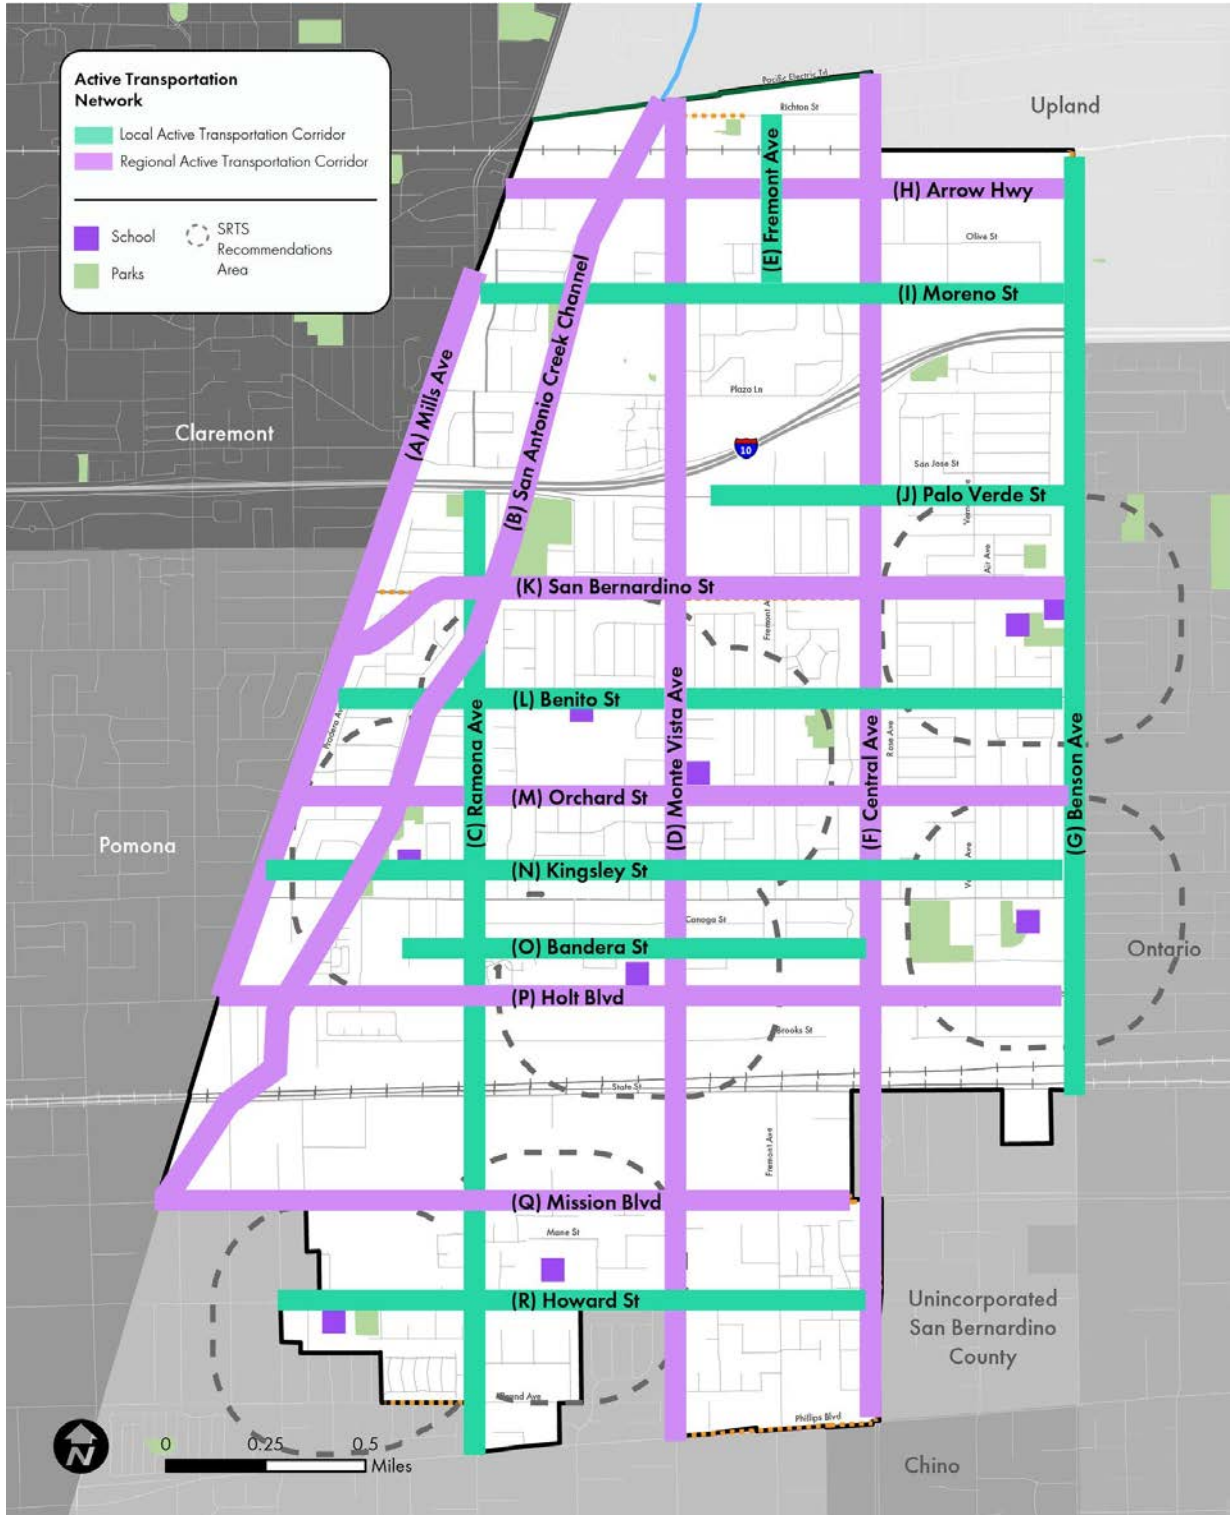 Active Transportation
Network
Local Active Transportation Corridor
Regional Active Transportation Corridor
School
Parks
SRTS
Recommendations
Area
Pacific Electric Trl
Richton St
Upland
(E) Fremont Ave
(H) Arrow Hwy
Olive St
(I) Moreno St
(A) Mills Ave
(B) San Antonio Creek Channel
Plaza Ln
Claremont
10
San Jose St
(J) Palo Verde St
Air Ave
(K) San Bernardino St
Fremont A
(L) Benito St
(C) Ramona Ave
(D) Monte Vista Ave
(F) Central Ave
Rose Ave
(G) Benson Ave
(M) Orchard St
Pomona
(N) Kingsley St
Canoga St
(O) Bandera St
Ontario
(P) Holt Blvd
Brooks St
State St
Fremont Ave
(Q) Mission Blvd
Mane St
(R) Howard St
Unincorporated
San Bernardino
County
Phillips Blvd
N
0 0.25 0.5
Miles
Chino